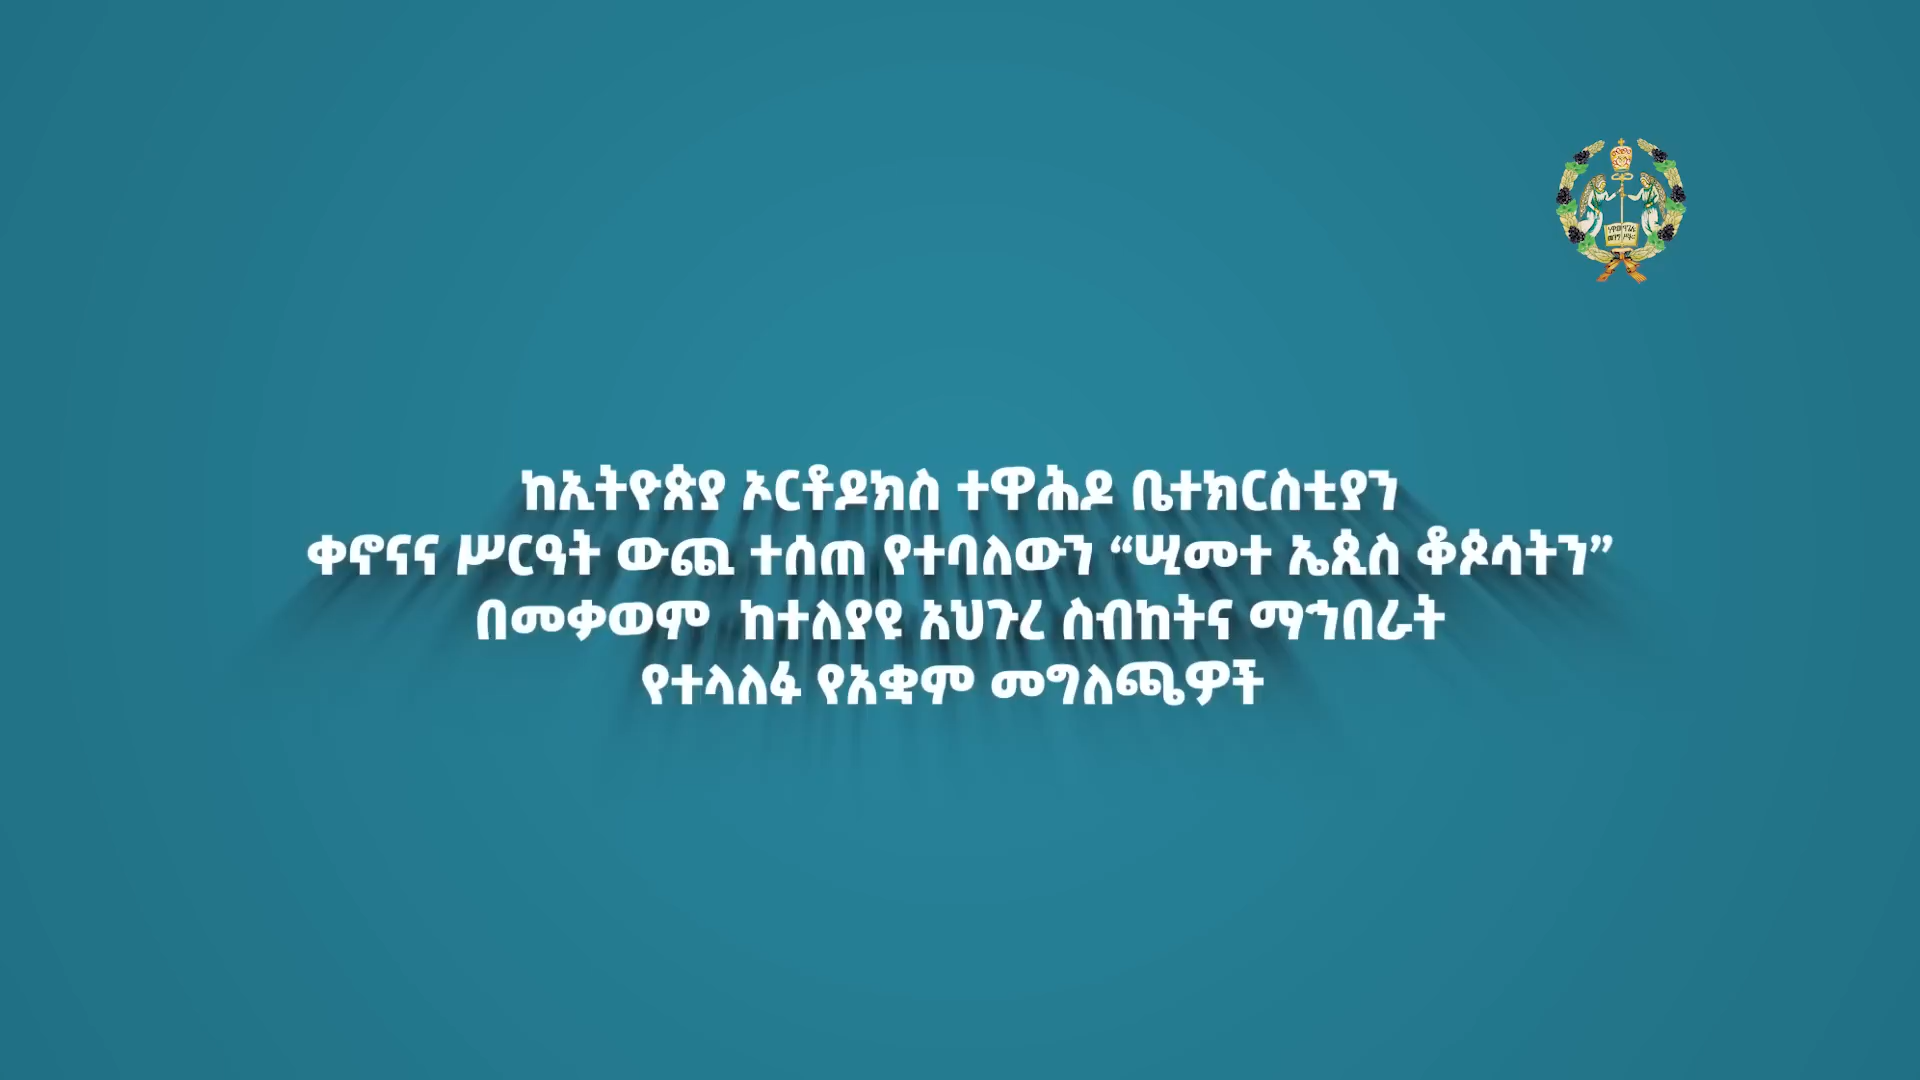 ከኢትዮጵያ ኦርቶዶክስ ተዋሕዶ ቤተክርስቲያን
ቀኖናና ሥርዓት ውጪ ተሰጠ የተባለውን “ሢመተ ኤጲስ ቆጶሳትን”
በመቃወም ከተለያዩ አህጉረ ስብከትና ማኅበራት
የተላለፉ የአቋም መግለጫዎች